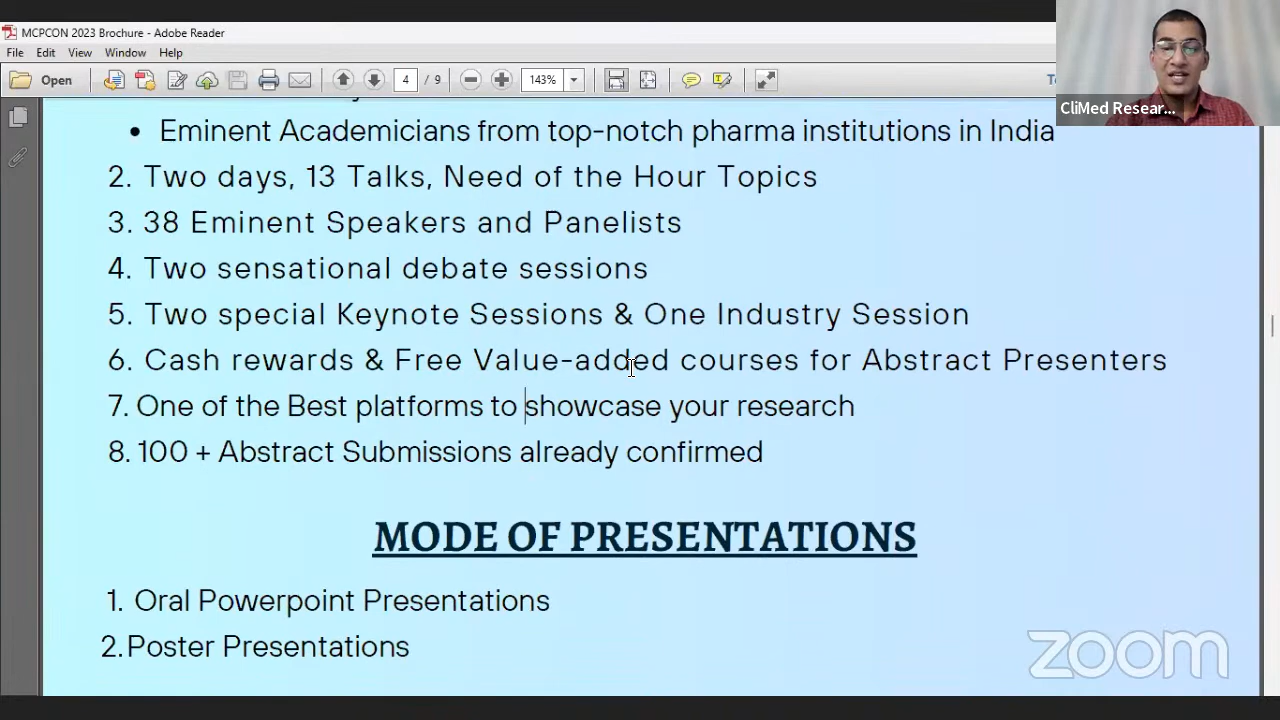 MCPCON 2023 Brochure - Adobe Reader
File Edit View Window Help
Open 4 / 9 143%
CliMed Resear...
• Eminent Academicians from top-notch pharma institutions in India
2. Two days, 13 Talks, Need of the Hour Topics
3. 38 Eminent Speakers and Panelists
4. Two sensational debate sessions
5. Two special Keynote Sessions & One Industry Session
6. Cash rewards & Free Value-added courses for Abstract Presenters
7. One of the Best platforms to showcase your research
8. 100 + Abstract Submissions already confirmed
MODE OF PRESENTATIONS
1. Oral Powerpoint Presentations
2. Poster Presentations
zoom